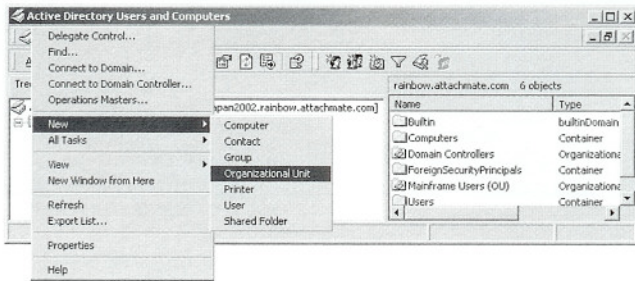 Active Directory Users and Computers
Delegate Control...
Find...
Connect to Domain...
Connect to Domain Controller...
Operations Masters...
New
All Tasks
View
New Window from Here
Refresh
Export List...
Properties
Help
Computer
Contact
Group
Organizational Unit
Printer
User
Shared Folder
Tre
pan2002.rainbow.attachmate.com]
rainbow.attachmate.com 6 objects
Name Type
Builtin builtinDomain
Computers Container
Domain Controllers Organizationa
ForeignSecurityPrincipals Container
Mainframe Users (OU) Organizationa
Users Container